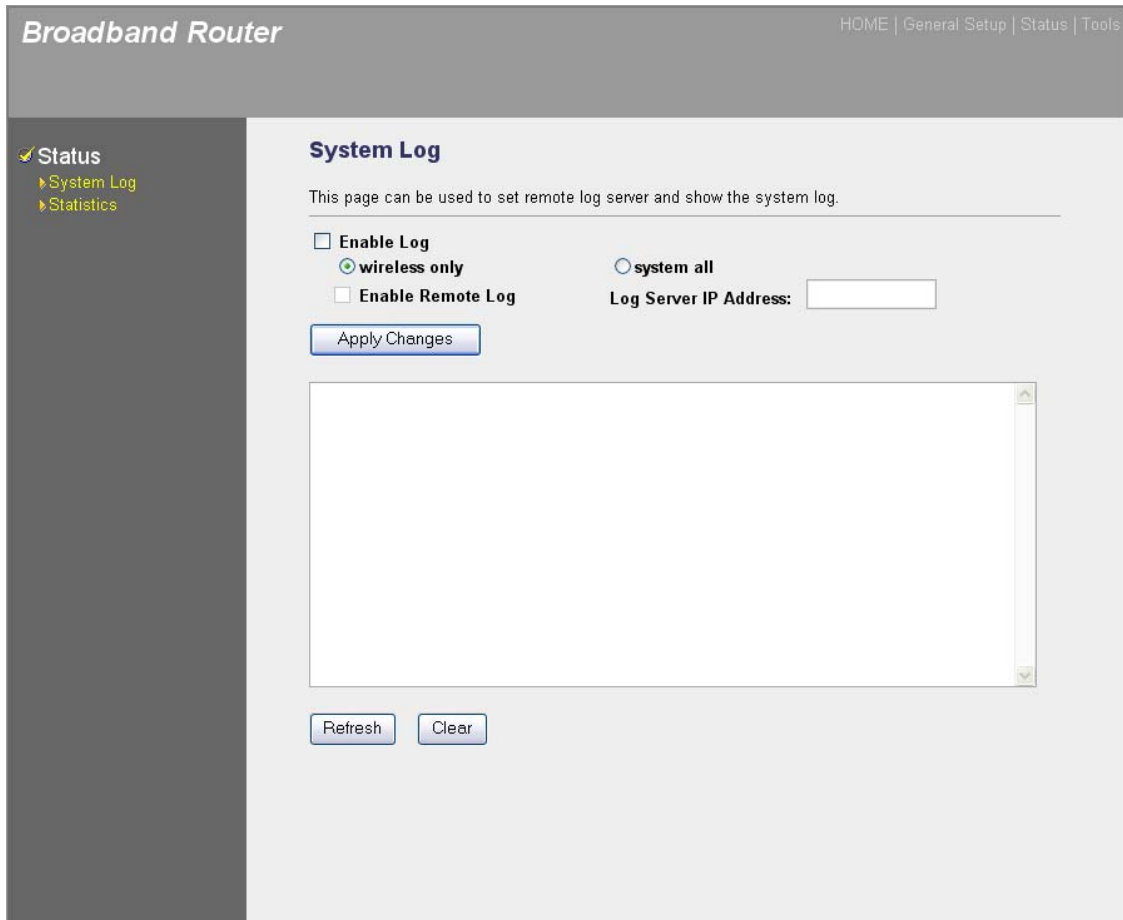 Broadband Router
HOME | General Setup | Status | Tools
Status
System Log
Statistics
System Log
This page can be used to set remote log server and show the system log.
Enable Log
wireless only
system all
Enable Remote Log
Log Server IP Address:
Apply Changes
Refresh
Clear